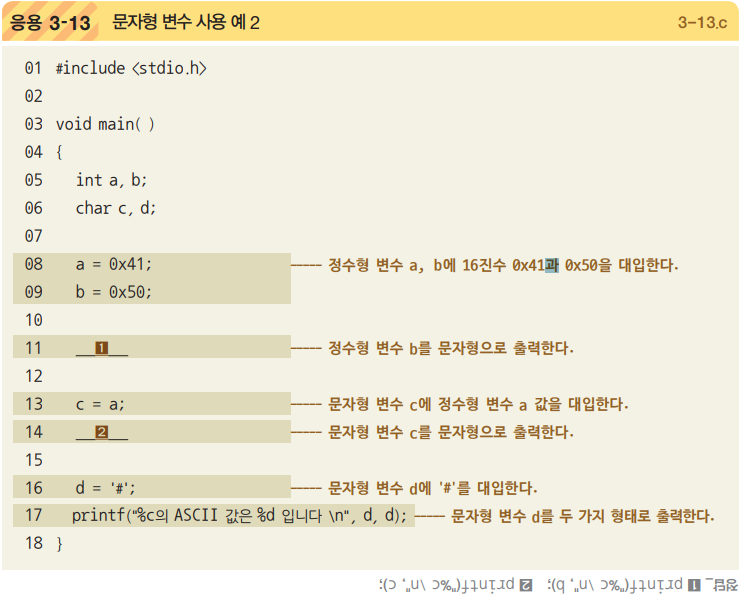 응용 3-13 문자형 변수 사용 예 2 3-13.c
01 #include <stdio.h>
02
03 void main( )
04 {
05 int a, b;
06 char c, d;
07
08 a = 0x41; ----- 정수형 변수 a, b에 16진수 0x41과 0x50을 대입한다.
09 b = 0x50;
10
11 __1__ ----- 정수형 변수 b를 문자형으로 출력한다.
12
13 c = a; ----- 문자형 변수 c에 정수형 변수 a 값을 대입한다.
14 __2__ ----- 문자형 변수 c를 문자형으로 출력한다.
15
16 d = '#'; ----- 문자형 변수 d에 '#'를 대입한다.
17 printf("%c의 ASCII 값은 %d 입니다 \n", d, d); ----- 문자형 변수 d를 두 가지 형태로 출력한다.
18 }
정답_ 1 printf("%c \n", b); 2 printf("%c \n", c);